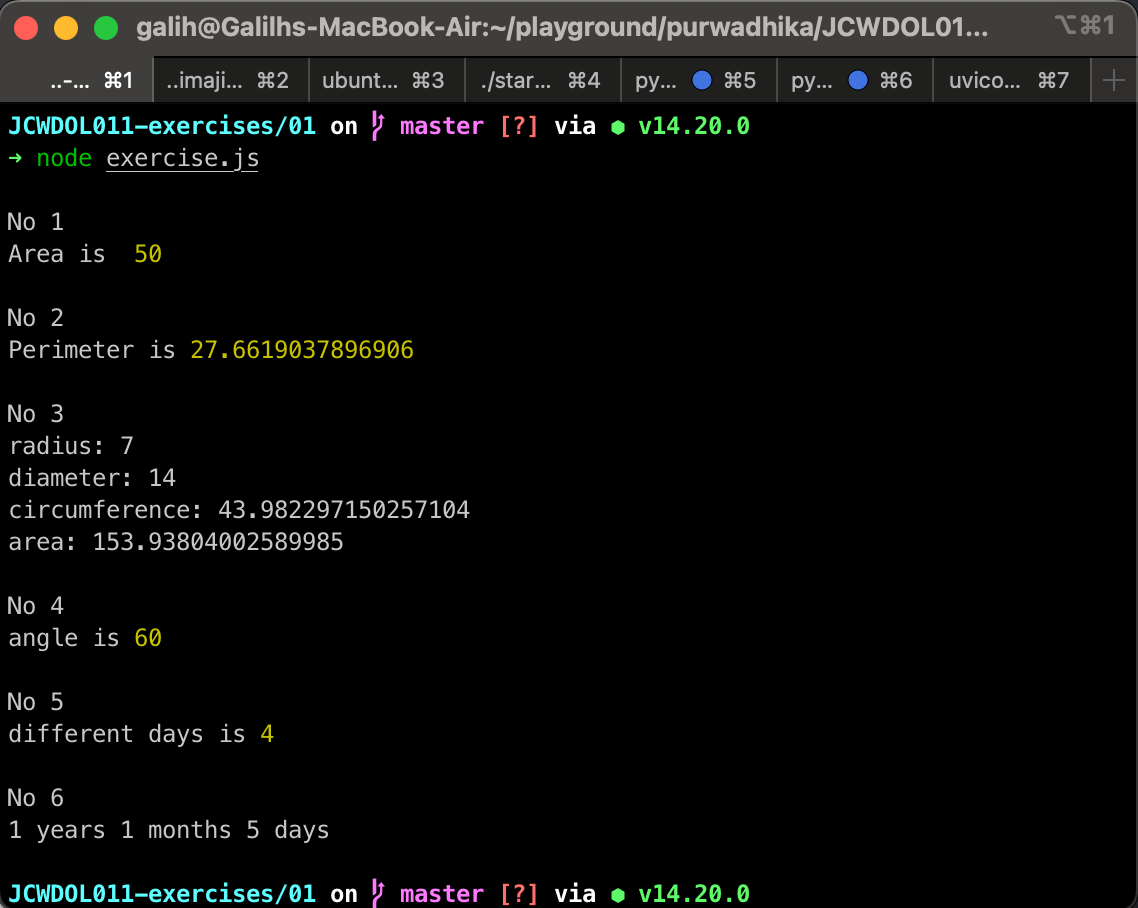 galih@Galilhs-MacBook-Air:~/playground/purwadhika/JCWDOL01... ⌥⌘1
..-... ⌘1 ..imaji... ⌘2 ubunt... ⌘3 ./star... ⌘4 py... ⌘5 py... ⌘6 uvico... ⌘7
JCWDOL011-exercises/01 on master [?] via v14.20.0
→ node exercise.js
No 1
Area is  50
No 2
Perimeter is 27.6619037896906
No 3
radius: 7
diameter: 14
circumference: 43.982297150257104
area: 153.93804002589985
No 4
angle is 60
No 5
different days is 4
No 6
1 years 1 months 5 days
JCWDOL011-exercises/01 on master [?] via v14.20.0